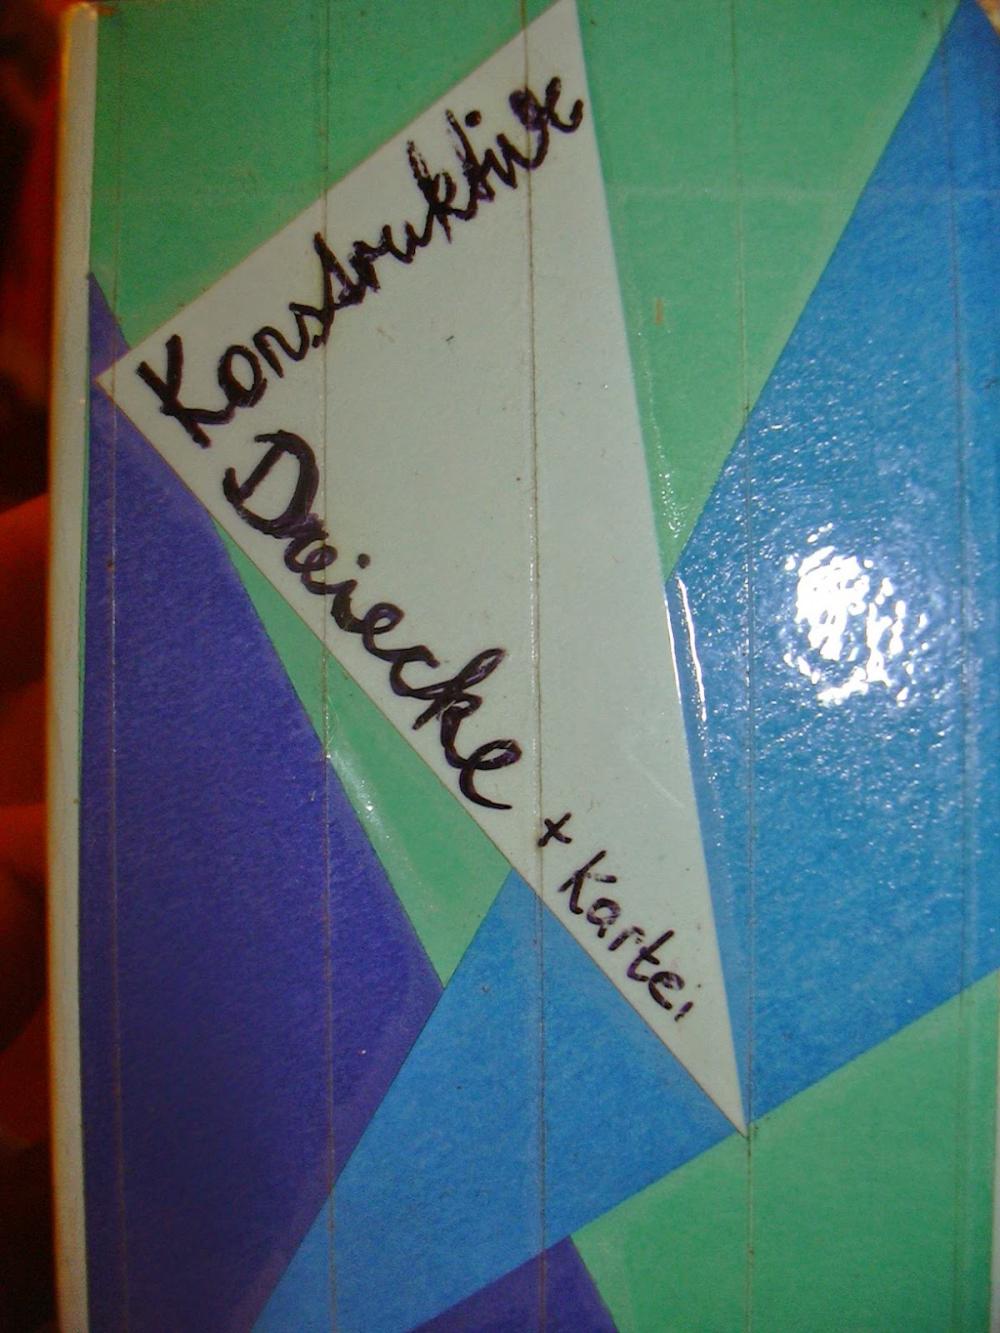 Konstruktive
Dreiecke
+ Kartei